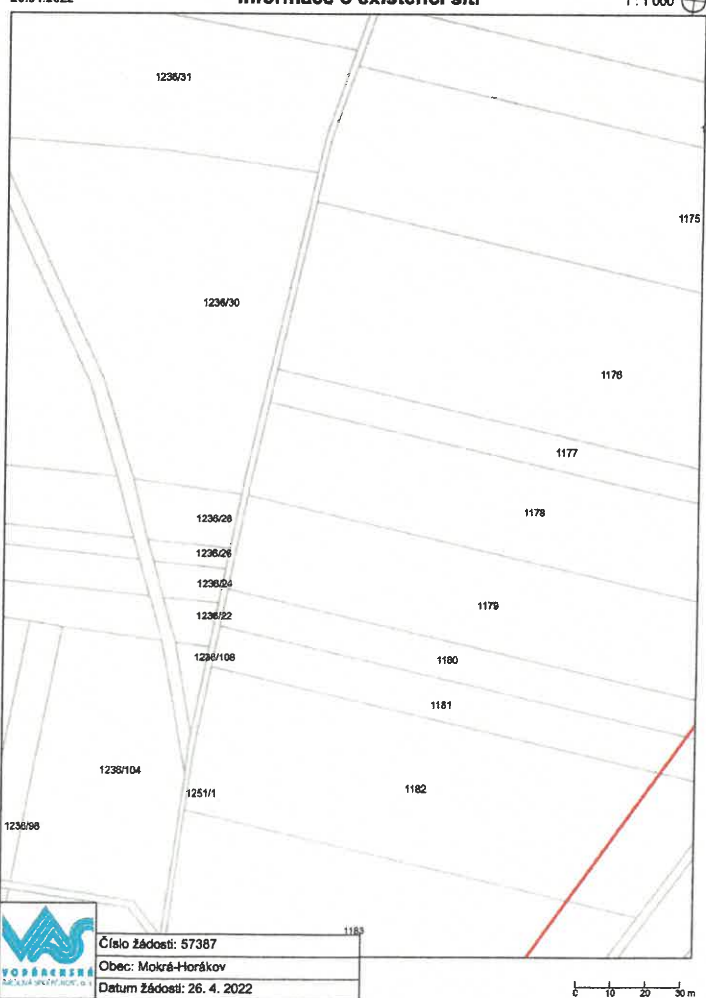 Informace o existenci sítí
1 : 1 000
1236/31
1175
1236/30
1176
1177
1178
1236/28
1236/26
1236/24
1179
1236/22
1236/108
1180
1181
1236/104
1251/1
1182
1236/98
1183
VAS
VODÁRENSKÁ
Číslo žádosti: 57387
Obec: Mokrá-Horákov
Datum žádosti: 26. 4. 2022
0 10 20 30 m